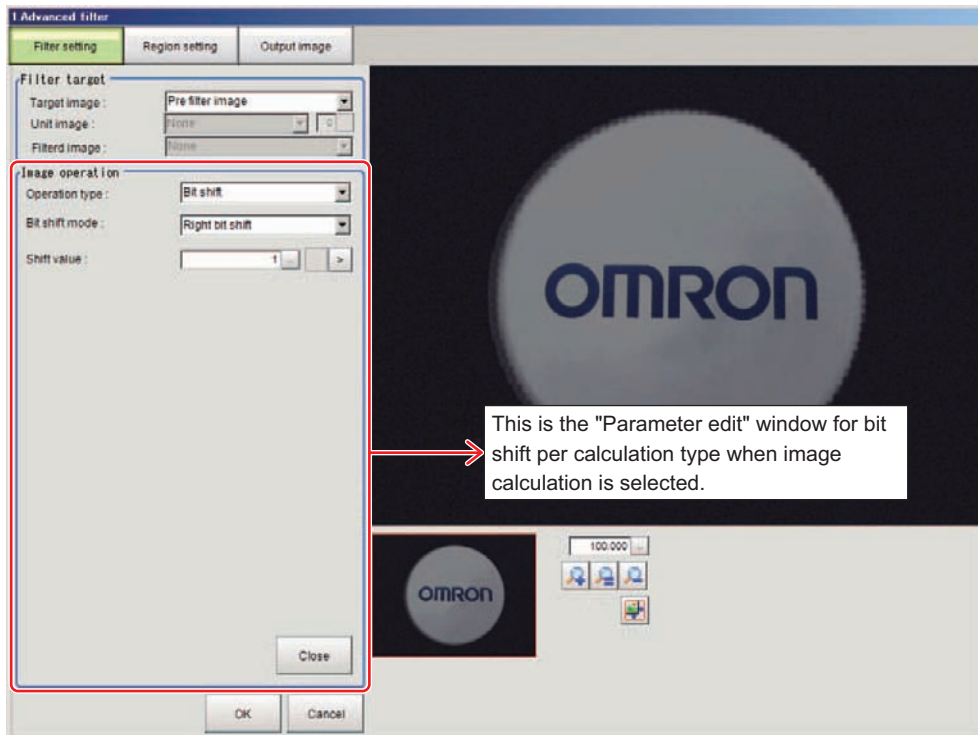 1.Advanced filter
Filter setting
Region setting
Output image
Filter target
Target image :
Pre filter image
Unit image :
None
0
Filterd image :
None
Image operation
Operation type :
Bit shift
Bit shift mode :
Right bit shift
Shift value :
1
..
>
Close
OK
Cancel
OMRON
This is the "Parameter edit" window for bit
shift per calculation type when image
calculation is selected.
OMRON
100.000
..